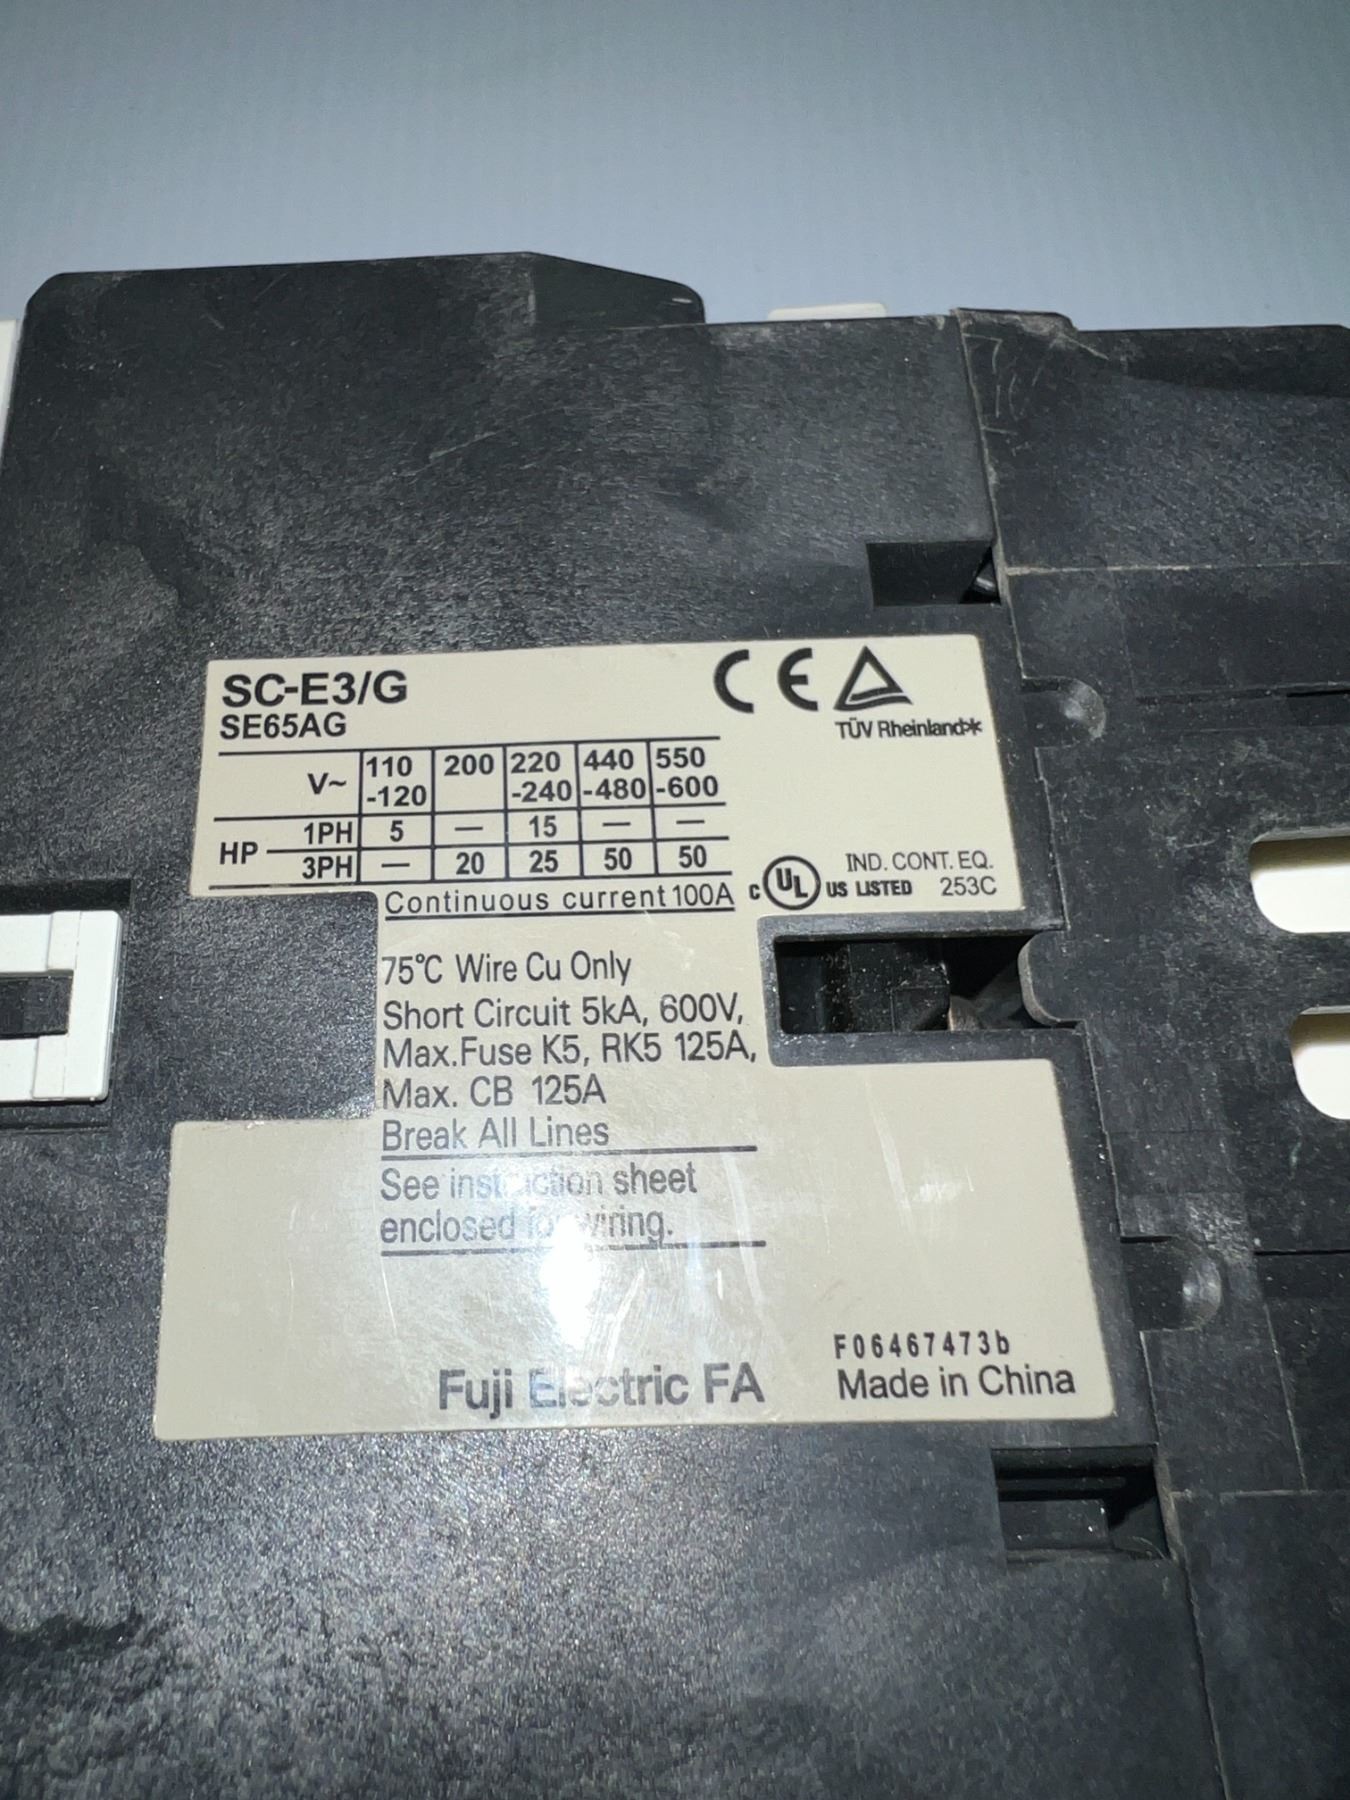 SC-E3/G
SE65AG
CE
TÜV Rheinland
V~ 110-120 200 220-240 440-480 550-600
HP 1PH 5 — 15 — —
3PH — 20 25 50 50
Continuous current 100A
c UL US LISTED
IND. CONT. EQ.
253C
75°C Wire Cu Only
Short Circuit 5kA, 600V,
Max.Fuse K5, RK5 125A,
Max. CB 125A
Break All Lines
See instruction sheet
enclosed for wiring.
F06467473b
Fuji Electric FA
Made in China